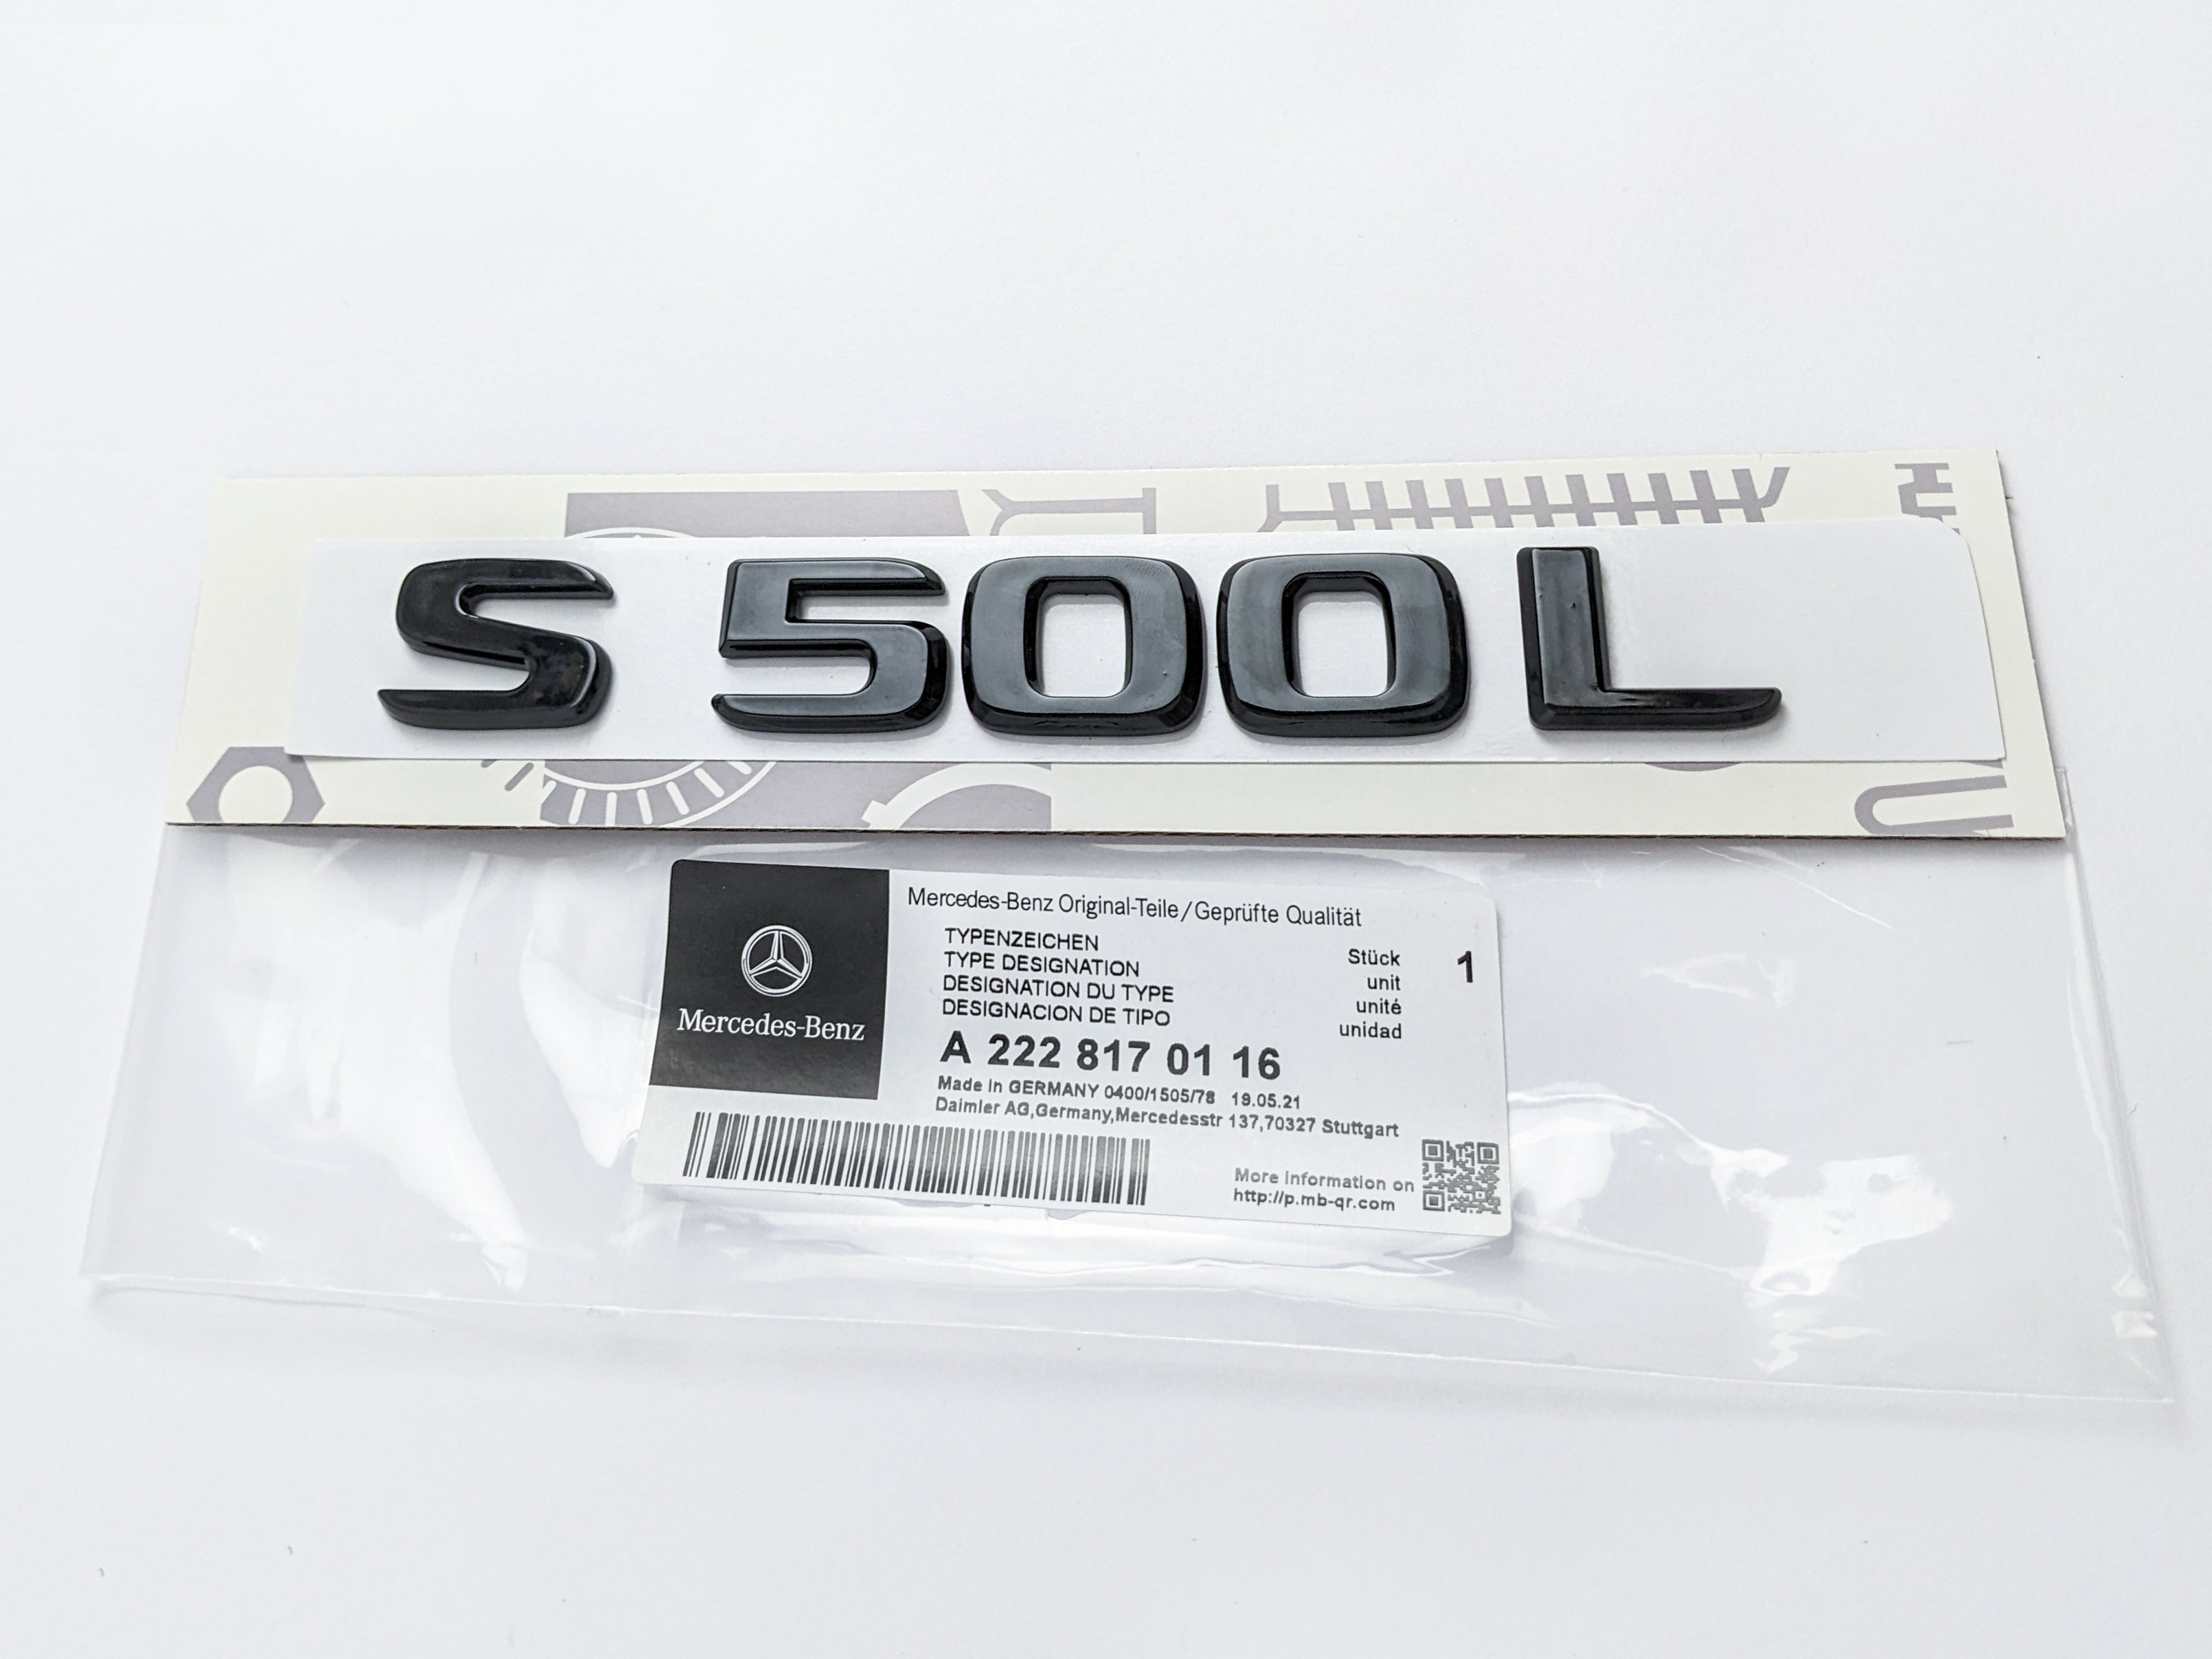 S 500 L
Mercedes-Benz
Mercedes-Benz Original-Teile/Geprüfte Qualität
TYPENZEICHEN
TYPE DESIGNATION
DESIGNATION DU TYPE
DESIGNACION DE TIPO
Stück
unit
unité
unidad
1
A 222 817 01 16
Made in GERMANY 0400/1505/78 19.05.21
Daimler AG,Germany,Mercedesstr 137,70327 Stuttgart
More information on
http://p.mb-qr.com